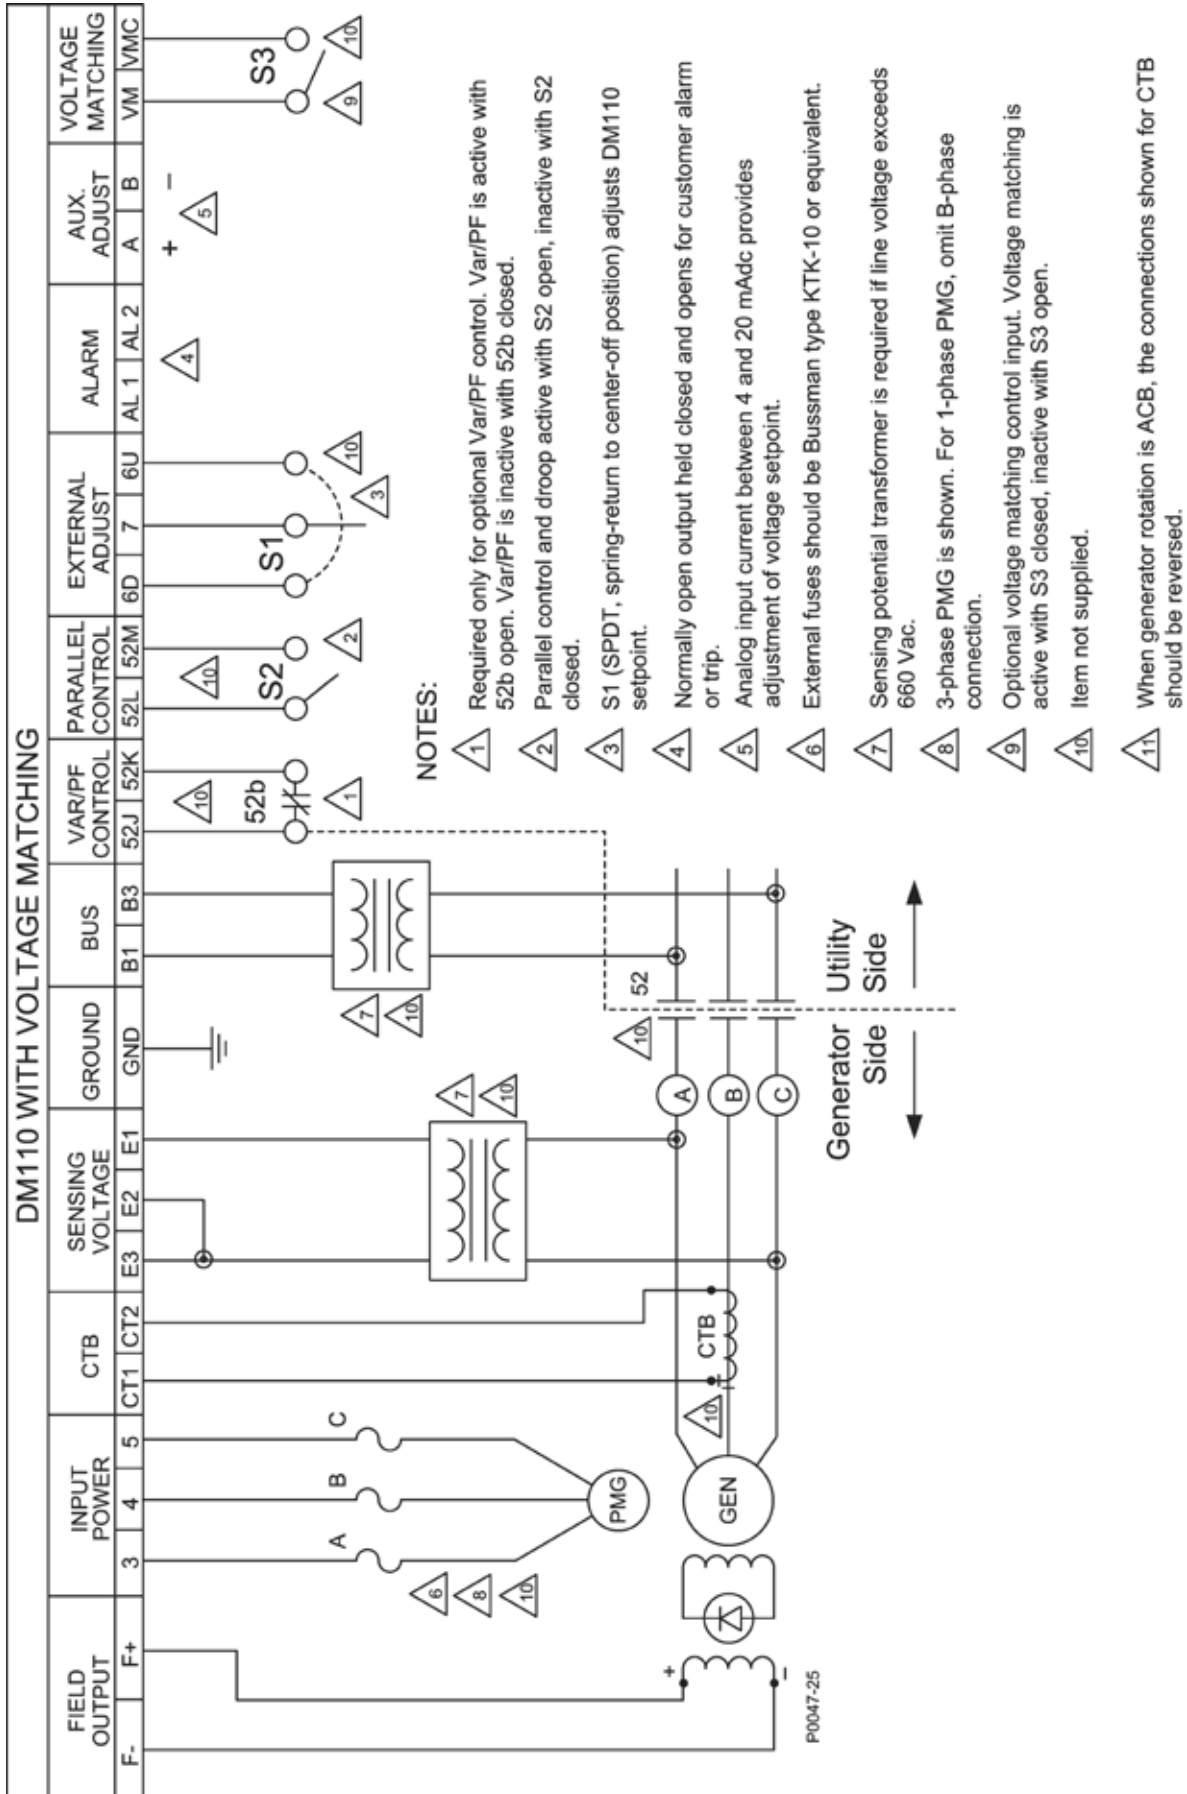 DM110 WITH VOLTAGE MATCHING
FIELD
OUTPUT
INPUT
POWER
CTB
SENSING
VOLTAGE
GROUND
BUS
VAR/PF
CONTROL
PARALLEL
CONTROL
EXTERNAL
ADJUST
ALARM
AUX.
ADJUST
VOLTAGE
MATCHING
F- F+ 3 4 5 CT1 CT2 E3 E2 E1 GND B1 B3 52J 52K 52L 52M 6D 7 6U AL 1 AL 2 A B VM VMC
+ −
5
4
10
10
52b
1
S2
2
S1
10
3
S3
9
10
A B C
6
8
10
PMG
7
10
7
10
10
52
GEN
10
CTB
A
B
C
+
−
Generator
Side
Utility
Side
P0047-25
NOTES:
1 Required only for optional Var/PF control. Var/PF is active with
52b open. Var/PF is inactive with 52b closed.
2 Parallel control and droop active with S2 open, inactive with S2
closed.
3 S1 (SPDT, spring-return to center-off position) adjusts DM110
setpoint.
4 Normally open output held closed and opens for customer alarm
or trip.
5 Analog input current between 4 and 20 mAdc provides
adjustment of voltage setpoint.
6 External fuses should be Bussman type KTK-10 or equivalent.
7 Sensing potential transformer is required if line voltage exceeds
660 Vac.
8 3-phase PMG is shown. For 1-phase PMG, omit B-phase
connection.
9 Optional voltage matching control input. Voltage matching is
active with S3 closed, inactive with S3 open.
10 Item not supplied.
11 When generator rotation is ACB, the connections shown for CTB
should be reversed.